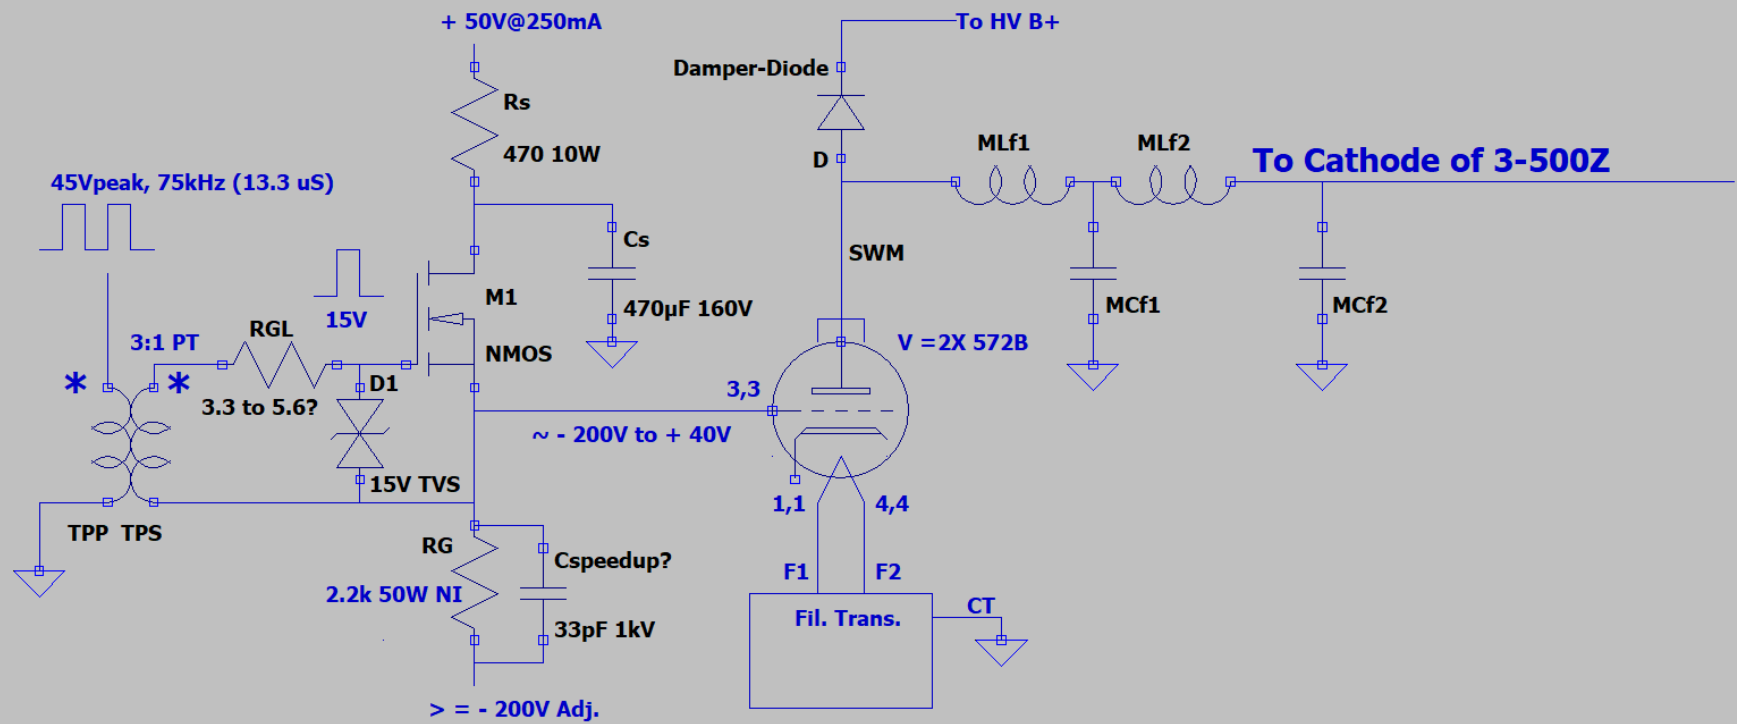 + 50V@250mA
To HV B+
Damper-Diode
Rs
470 10W
D
MLf1
MLf2
To Cathode of 3-500Z
45Vpeak, 75kHz (13.3 uS)
Cs
SWM
470µF 160V
MCf1
MCf2
M1
15V
RGL
3:1 PT
NMOS
V =2X 572B
* *
D1
3,3
3.3 to 5.6?
~ - 200V to + 40V
15V TVS
1,1
4,4
TPP TPS
RG
Cspeedup?
F1
F2
2.2k 50W NI
33pF 1kV
Fil. Trans.
CT
> = - 200V Adj.